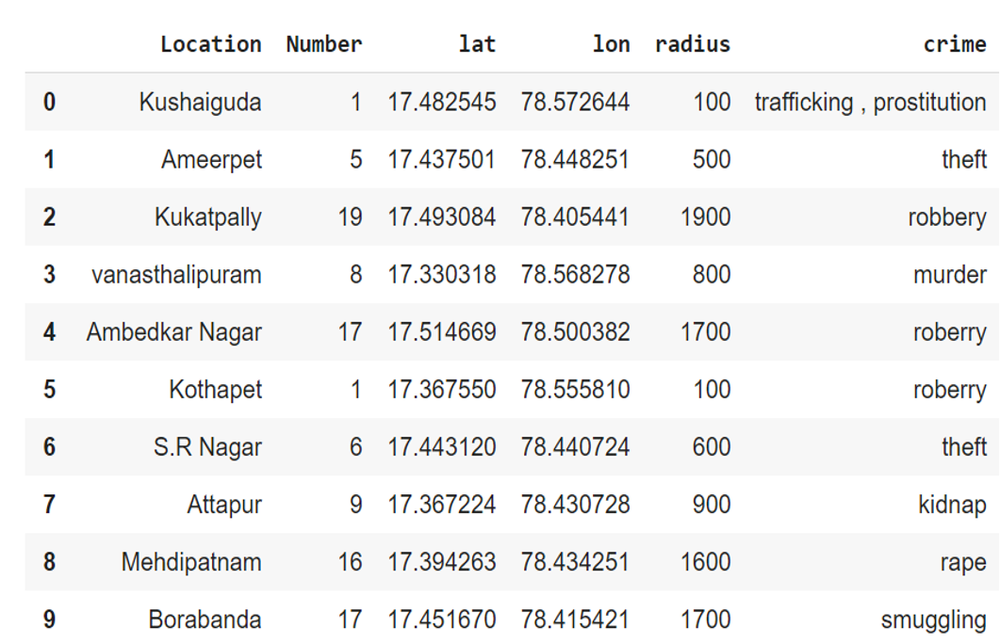 Location Number lat lon radius crime
0 Kushaiguda 1 17.482545 78.572644 100 trafficking , prostitution
1 Ameerpet 5 17.437501 78.448251 500 theft
2 Kukatpally 19 17.493084 78.405441 1900 robbery
3 vanasthalipuram 8 17.330318 78.568278 800 murder
4 Ambedkar Nagar 17 17.514669 78.500382 1700 roberry
5 Kothapet 1 17.367550 78.555810 100 roberry
6 S.R Nagar 6 17.443120 78.440724 600 theft
7 Attapur 9 17.367224 78.430728 900 kidnap
8 Mehdipatnam 16 17.394263 78.434251 1600 rape
9 Borabanda 17 17.451670 78.415421 1700 smuggling